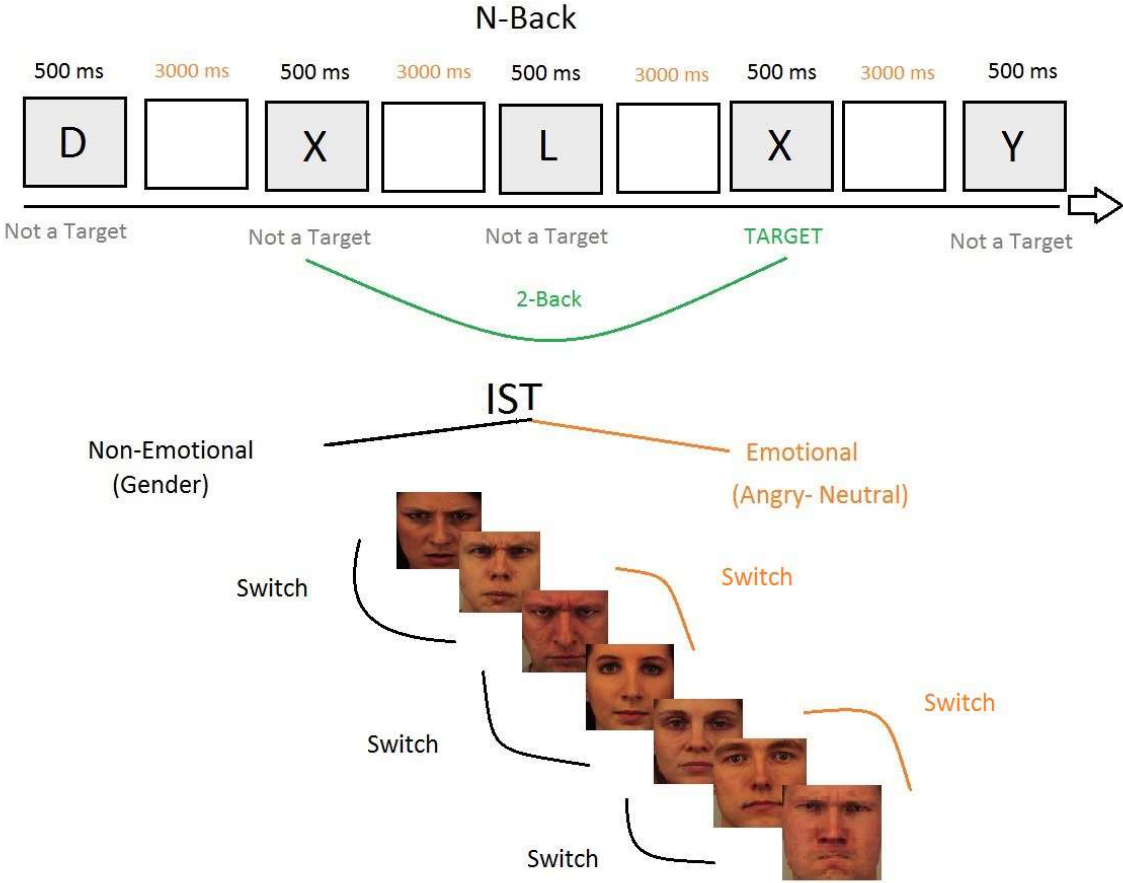 N-Back
500 ms 3000 ms 500 ms 3000 ms 500 ms 3000 ms 500 ms 3000 ms 500 ms
D X L X Y
Not a Target Not a Target Not a Target TARGET Not a Target
2-Back
IST
Non-Emotional
(Gender)
Emotional
(Angry- Neutral)
Switch
Switch
Switch
Switch
Switch